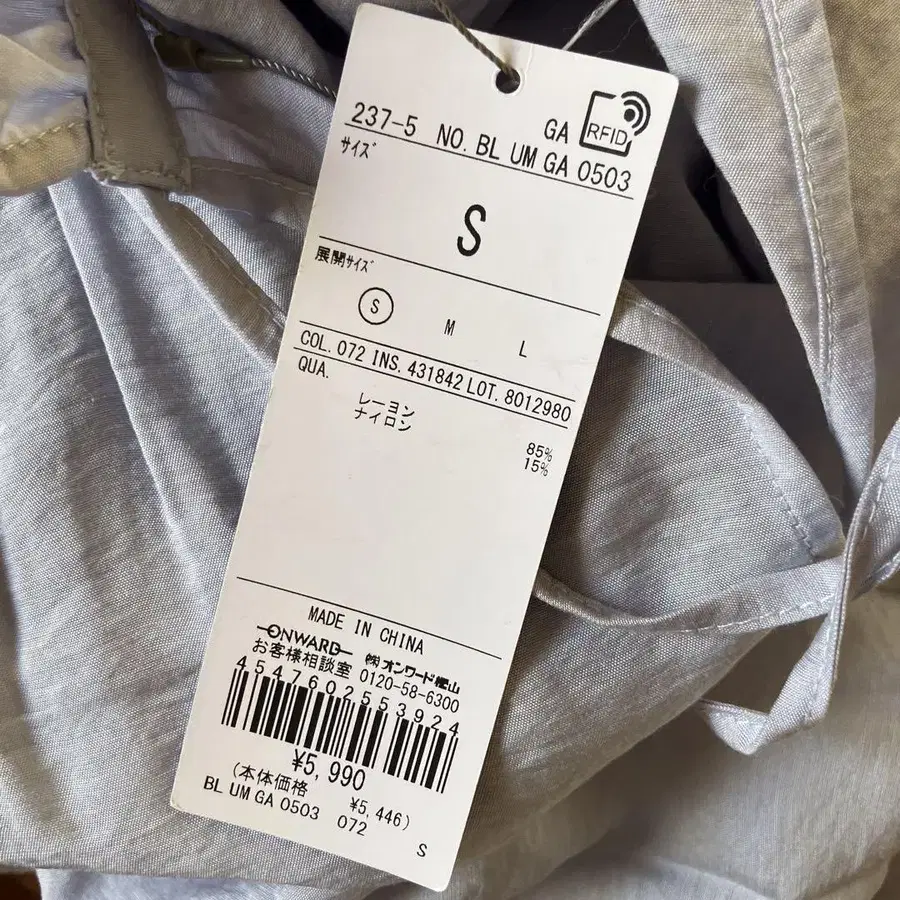 GA RFID
237-5 NO. BL UM GA 0503
サイズ
S
展開サイズ
S M L
COL. 072 INS. 431842 LOT. 8012980
QUA.
レーヨン 85%
ナイロン 15%
MADE IN CHINA
ONWARD ㈱オンワード樫山
お客様相談室 0120-58-6300
4547602553924
¥5,990
(本体価格 ¥5,446)
BL UM GA 0503 072 S